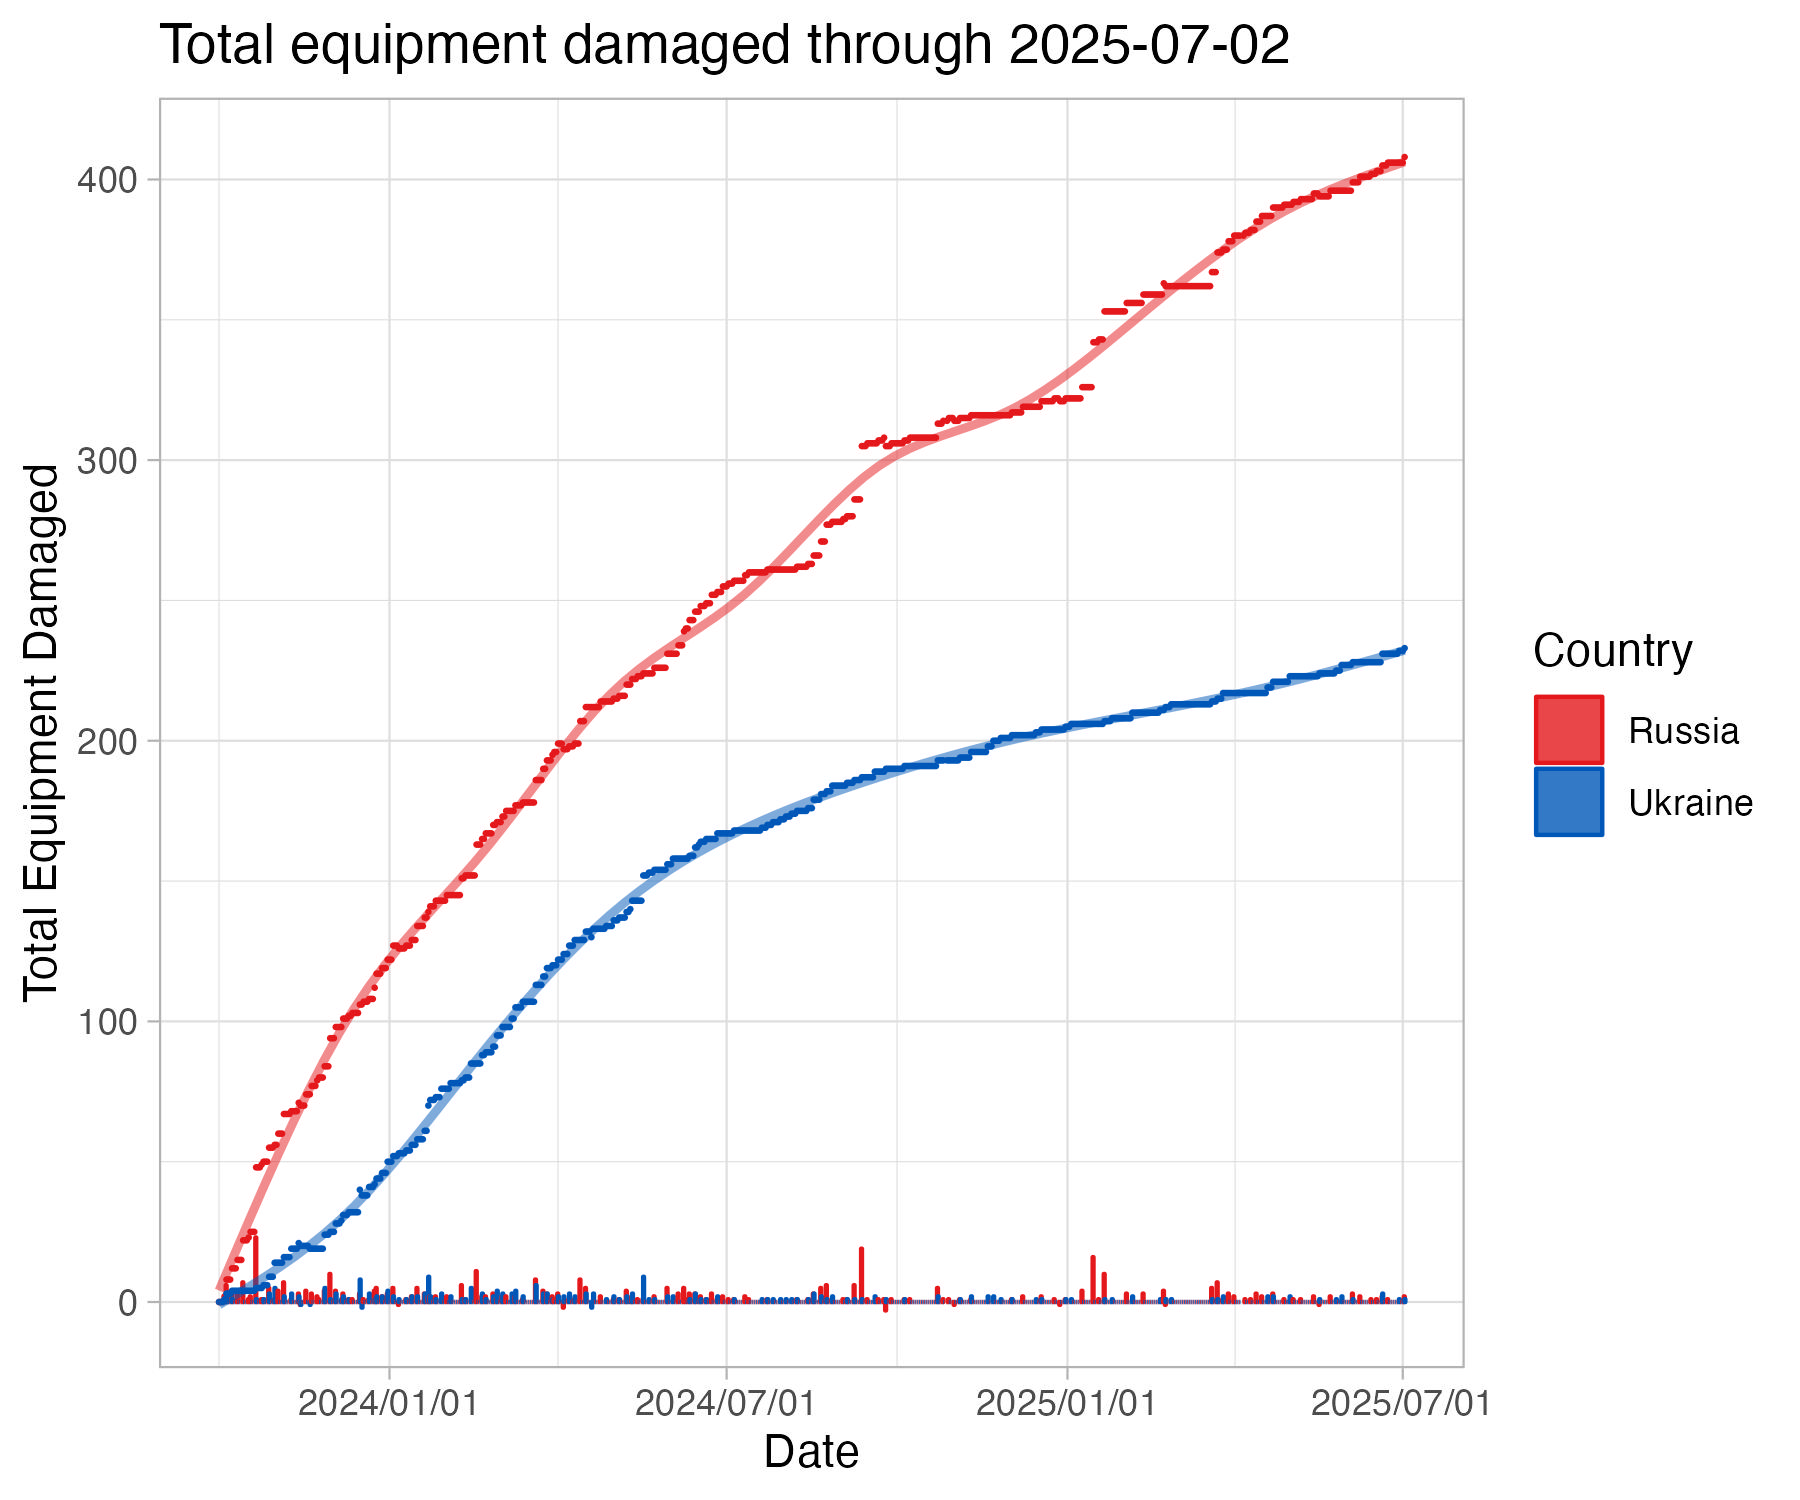 Total equipment damaged through 2025-07-02
Total Equipment Damaged
400
300
200
100
0
2024/01/01
2024/07/01
2025/01/01
2025/07/01
Date
Country
Russia
Ukraine